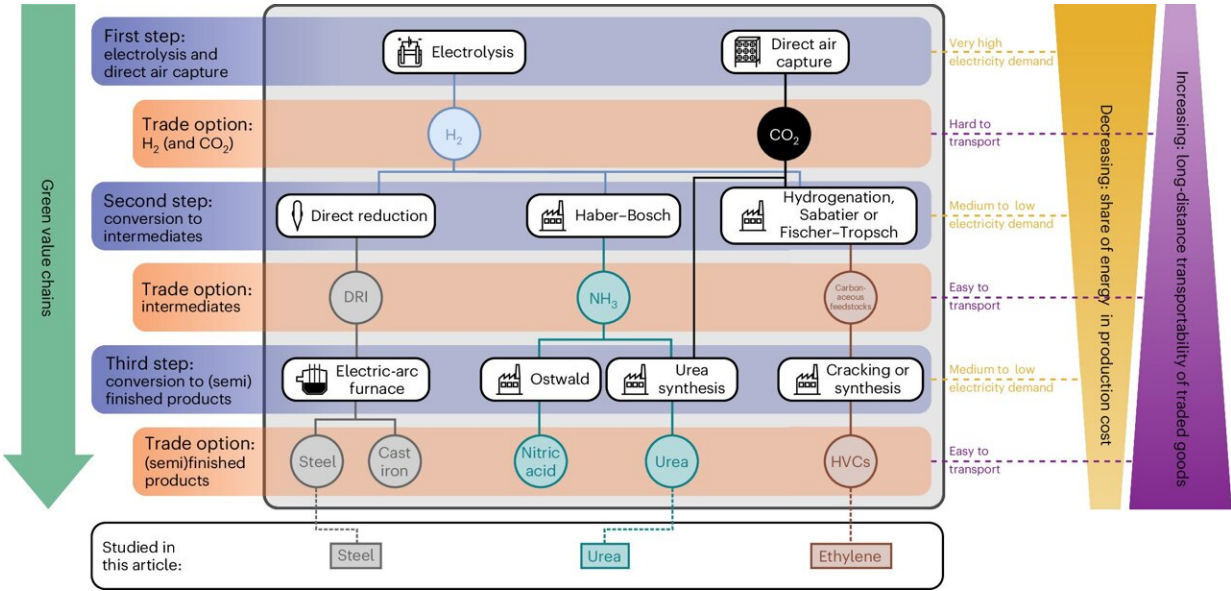 Green value chains
First step:
electrolysis and
direct air capture
Electrolysis
Direct air
capture
Very high
electricity demand
Trade option:
H2 (and CO2)
H2
CO2
Hard to
transport
Second step:
conversion to
intermediates
Direct reduction
Haber–Bosch
Hydrogenation,
Sabatier or
Fischer–Tropsch
Medium to low
electricity demand
Trade option:
intermediates
DRI
NH3
Carbon-
aceous
feedstocks
Easy to
transport
Third step:
conversion to (semi)
finished products
Electric-arc
furnace
Ostwald
Urea
synthesis
Cracking or
synthesis
Medium to low
electricity demand
Trade option:
(semi)finished
products
Steel
Cast
iron
Nitric
acid
Urea
HVCs
Easy to
transport
Decreasing: share of energy in production cost
Increasing: long-distance transportability of traded goods
Studied in
this article:
Steel
Urea
Ethylene